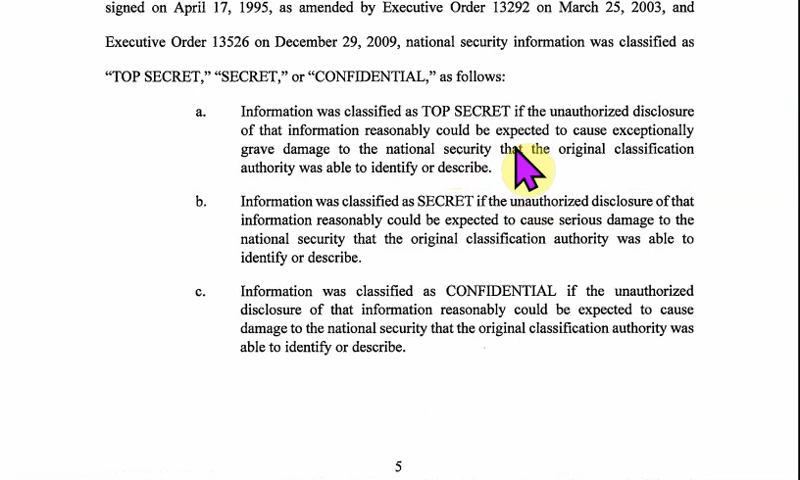 signed on April 17, 1995, as amended by Executive Order 13292 on March 25, 2003, and
Executive Order 13526 on December 29, 2009, national security information was classified as
“TOP SECRET,” “SECRET,” or “CONFIDENTIAL,” as follows:
a. Information was classified as TOP SECRET if the unauthorized disclosure
of that information reasonably could be expected to cause exceptionally
grave damage to the national security that the original classification
authority was able to identify or describe.
b. Information was classified as SECRET if the unauthorized disclosure of that
information reasonably could be expected to cause serious damage to the
national security that the original classification authority was able to
identify or describe.
c. Information was classified as CONFIDENTIAL if the unauthorized
disclosure of that information reasonably could be expected to cause
damage to the national security that the original classification authority was
able to identify or describe.
5